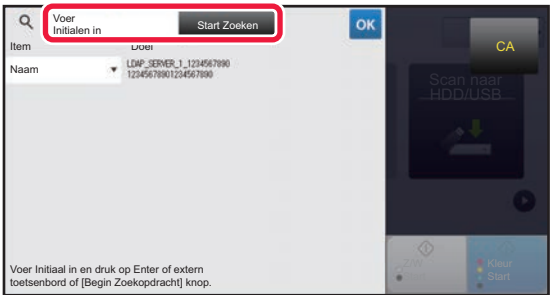 Voer
Initialen in
Start Zoeken
OK
CA
Item
Doel
Naam
LDAP_SERVER_1_1234567890
12345678901234567890
Scan naar
HDD/USB
Voer Initiaal in en druk op Enter of extern
toetsenbord of [Begin Zoekopdracht] knop.
Z/W
Start
Kleur
Start